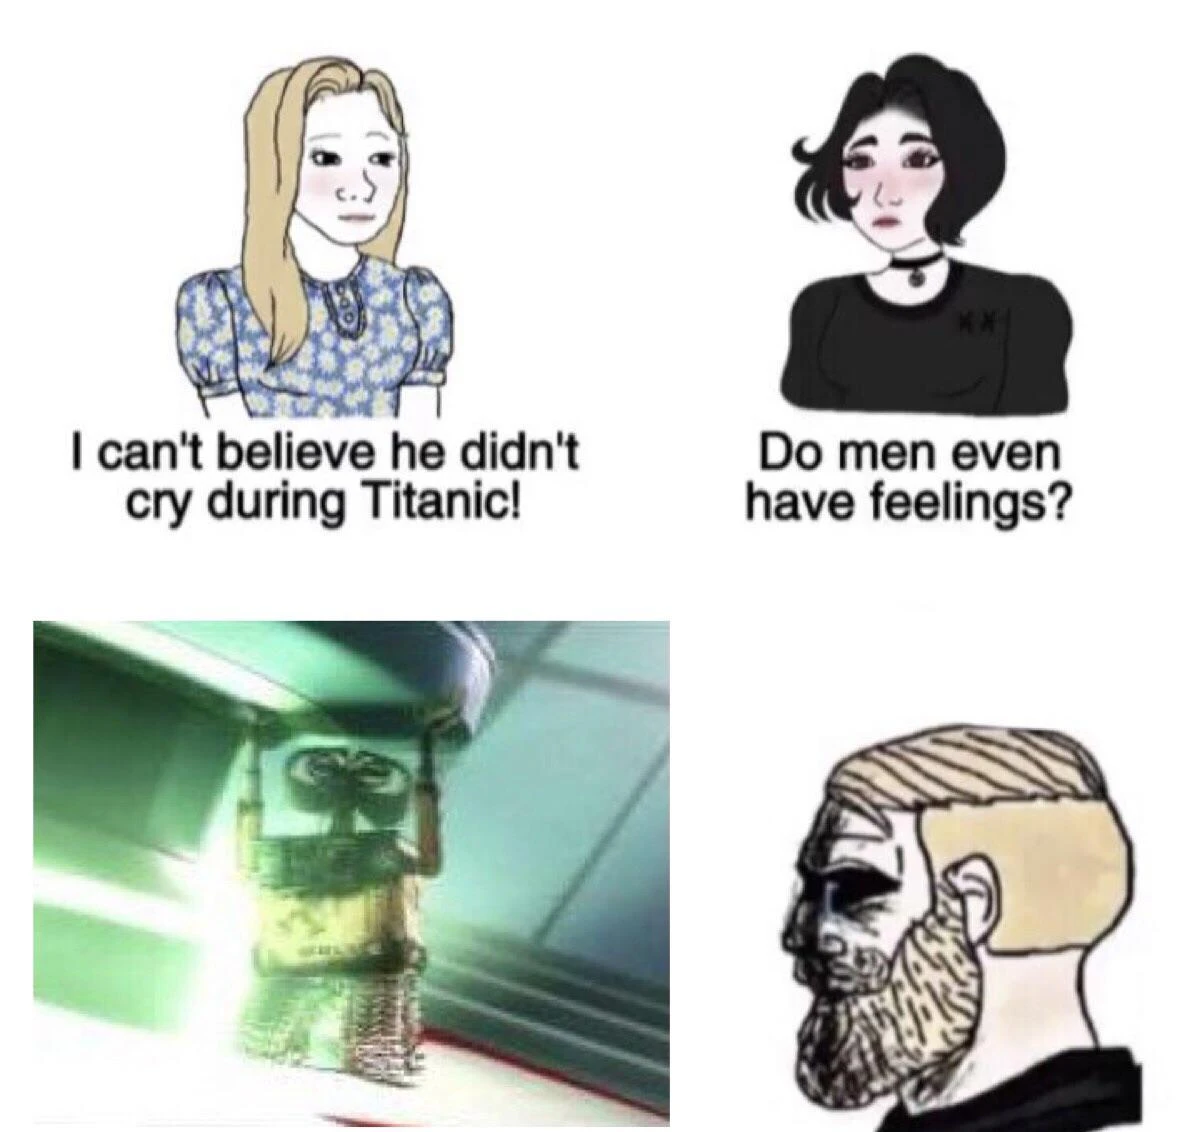 I can't believe he didn't
cry during Titanic!
Do men even
have feelings?